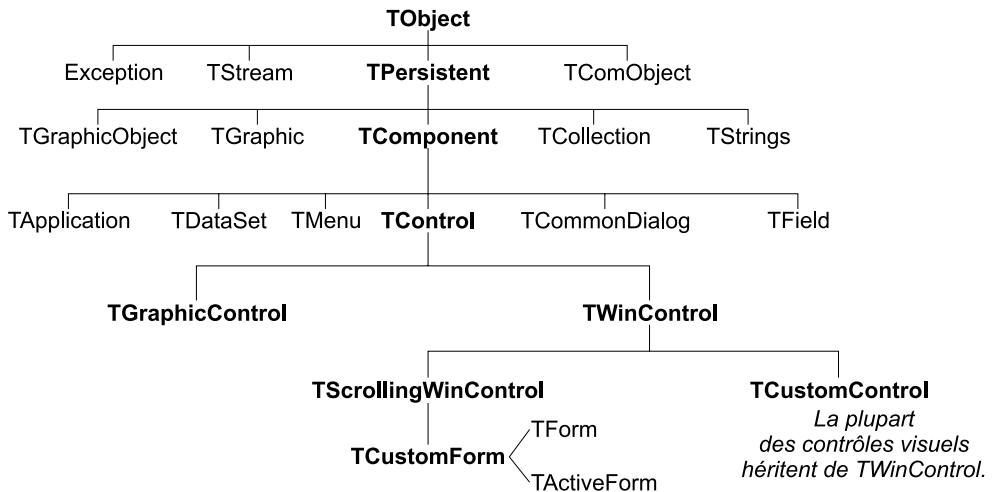 TObject
Exception TStream TPersistent TComObject
TGraphicObject TGraphic TComponent TCollection TStrings
TApplication TDataSet TMenu TControl TCommonDialog TField
TGraphicControl TWinControl
TScrollingWinControl TCustomControl
La plupart
des contrôles visuels
héritent de TWinControl.
TForm
TCustomForm
TActiveForm